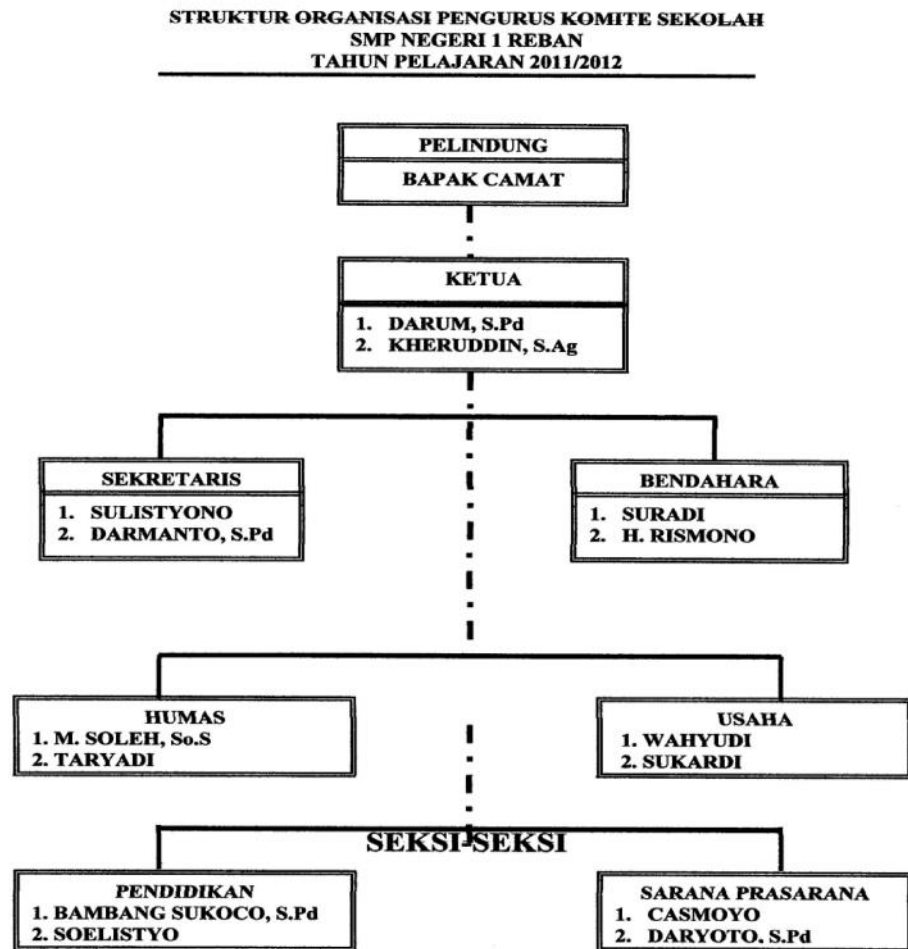 STRUKTUR ORGANISASI PENGURUS KOMITE SEKOLAH
SMP NEGERI 1 REBAN
TAHUN PELAJARAN 2011/2012
PELINDUNG
BAPAK CAMAT
KETUA
1. DARUM, S.Pd
2. KHERUDDIN, S.Ag
SEKRETARIS
1. SULISTYONO
2. DARMANTO, S.Pd
BENDAHARA
1. SURADI
2. H. RISMONO
HUMAS
1. M. SOLEH, So.S
2. TARYADI
USAHA
1. WAHYUDI
2. SUKARDI
SEKSI-SEKSI
PENDIDIKAN
1. BAMBANG SUKOCO, S.Pd
2. SOELISTYO
SARANA PRASARANA
1. CASMOYO
2. DARYOTO, S.Pd